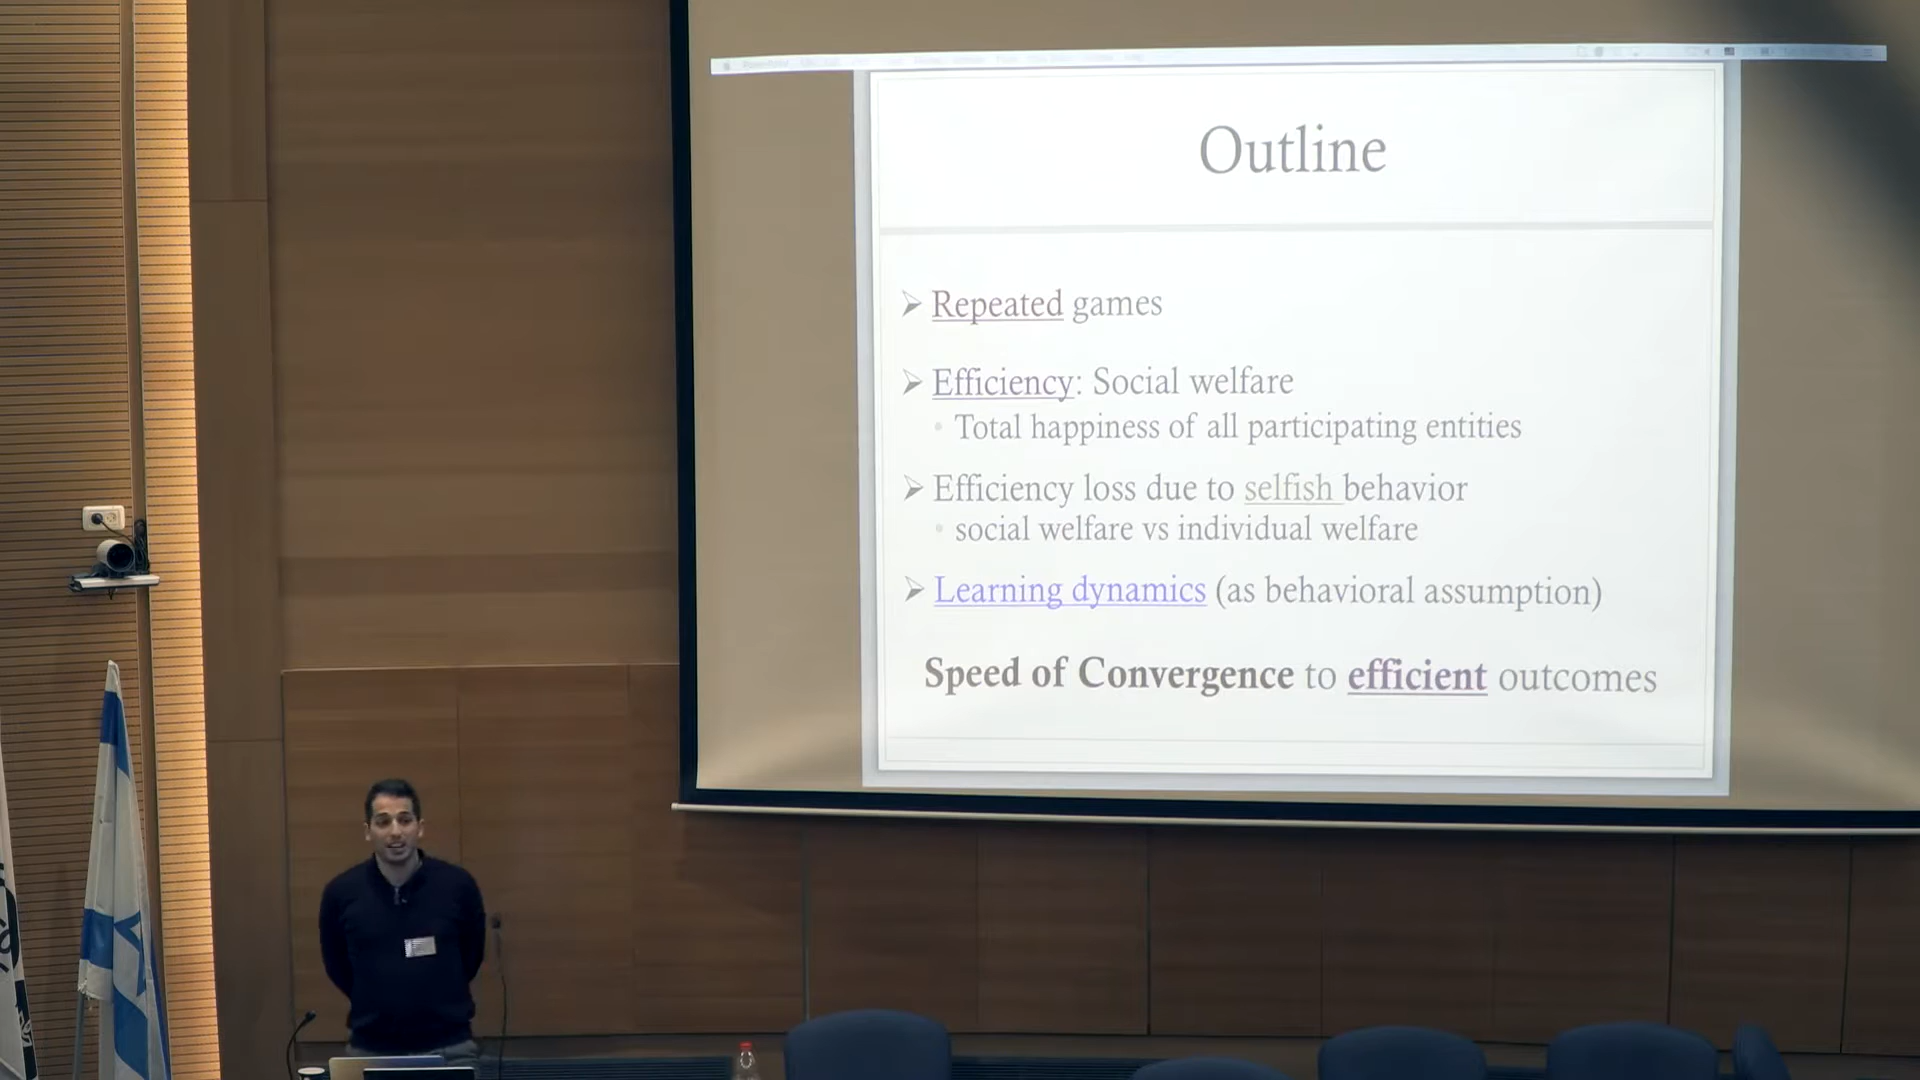 Outline
Repeated games
Efficiency: Social welfare
Total happiness of all participating entities
Efficiency loss due to selfish behavior
social welfare vs individual welfare
Learning dynamics (as behavioral assumption)
Speed of Convergence to efficient outcomes